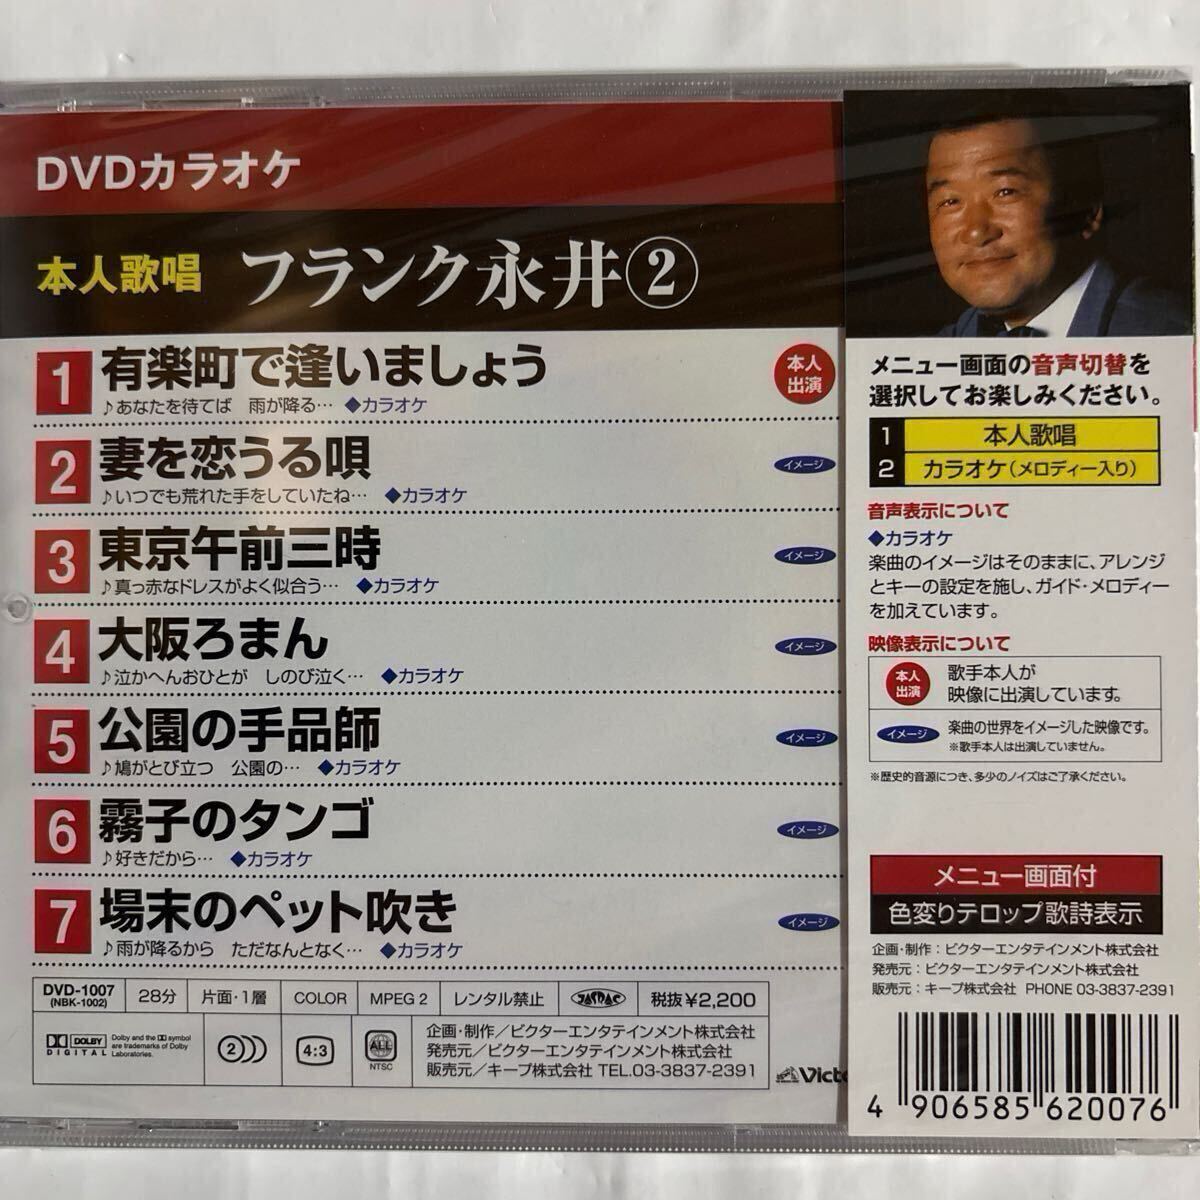 DVDカラオケ
本人歌唱 フランク永井②
1 有楽町で逢いましょう 本人出演
♪あなたを待てば 雨が降る… ◆カラオケ
2 妻を恋うる唄 イメージ
♪いつでも荒れた手をしていたね… ◆カラオケ
3 東京午前三時 イメージ
♪真っ赤なドレスがよく似合う… ◆カラオケ
4 大阪ろまん イメージ
♪泣かへんおひとが しのび泣く… ◆カラオケ
5 公園の手品師 イメージ
♪鳩がとび立つ 公園の… ◆カラオケ
6 霧子のタンゴ イメージ
♪好きだから… ◆カラオケ
7 場末のペット吹き イメージ
♪雨が降るから ただなんとなく… ◆カラオケ
DVD-1007 (NBK-1002) 28分 片面・1層 COLOR MPEG 2 レンタル禁止 JASRAC 税抜¥2,200
DOLBY DIGITAL
Dolby and the DD symbol
are trademarks of Dolby
Laboratories.
2
4:3
ALL
NTSC
企画・制作／ビクターエンタテインメント株式会社
発売元／ビクターエンタテインメント株式会社
販売元／キープ株式会社 TEL.03-3837-2391
Victo
メニュー画面の音声切替を
選択してお楽しみください。
1 本人歌唱
2 カラオケ（メロディー入り）
音声表示について
◆カラオケ
楽曲のイメージはそのままに、アレンジ
とキーの設定を施し、ガイド・メロディー
を加えています。
映像表示について
本人出演 歌手本人が
映像に出演しています。
イメージ 楽曲の世界をイメージした映像です。
※歌手本人は出演していません。
※歴史的音源につき、多少のノイズはご了承ください。
メニュー画面付
色変りテロップ歌詩表示
企画・制作：ビクターエンタテインメント株式会社
発売元：ビクターエンタテインメント株式会社
販売元：キープ株式会社 PHONE 03-3837-2391
4 906585 620076